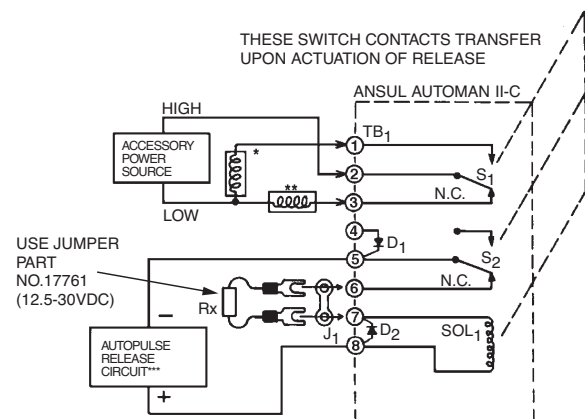 THESE SWITCH CONTACTS TRANSFER
UPON ACTUATION OF RELEASE
ANSUL AUTOMAN II-C
HIGH
ACCESSORY
POWER
SOURCE
LOW
*
**
TB1
1
2
3
S1
N.C.
4
D1
5
S2
N.C.
6
USE JUMPER
PART
NO.17761
(12.5-30VDC)
Rx
J1
7
D2
SOL1
8
–
AUTOPULSE
RELEASE
CIRCUIT***
+